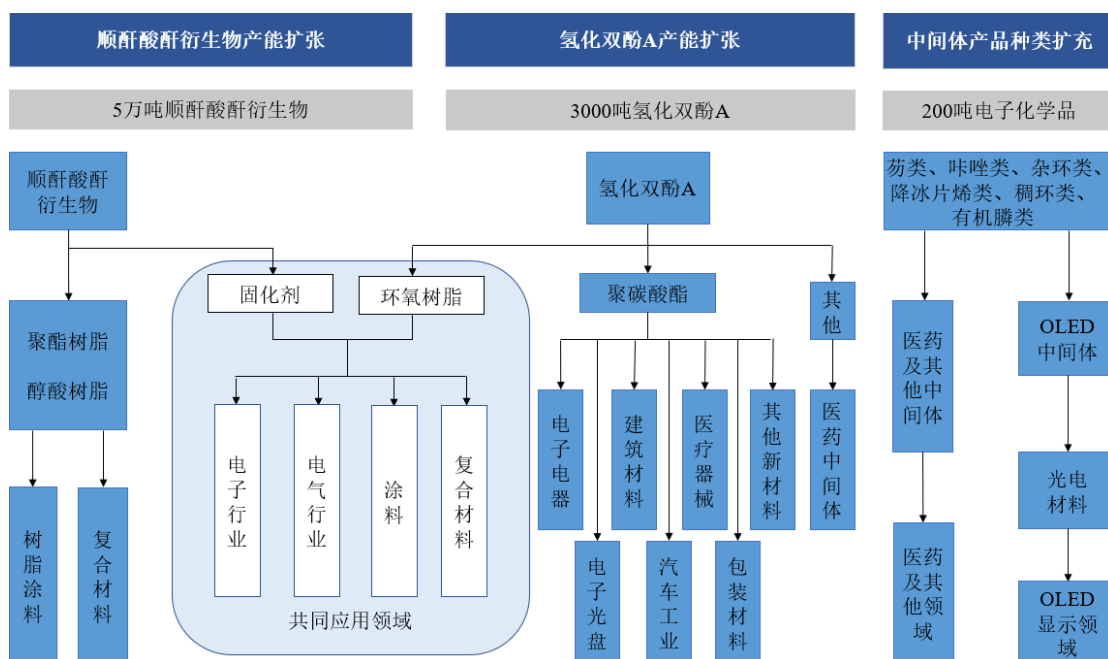 顺酐酸酐衍生物产能扩张
氢化双酚A产能扩张
中间体产品种类扩充
5万吨顺酐酸酐衍生物
3000吨氢化双酚A
200吨电子化学品
顺酐酸酐
衍生物
氢化双酚A
芴类、咔唑类、杂环类、
降冰片烯类、稠环类、
有机膦类
固化剂
环氧树脂
聚碳酸酯
其他
聚酯树脂
醇酸树脂
医药及其他中间体
OLED
中间体
电子行业
电气行业
涂料
复合材料
电子电器
建筑材料
医疗器械
其他新材料
医药中间体
光电
材料
树脂涂料
复合材料
电子光盘
汽车工业
包装材料
医药及其他领域
OLED
显示领域
共同应用领域